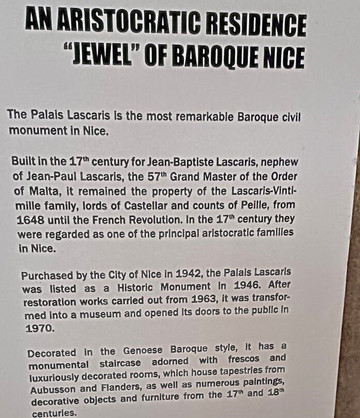 AN ARISTOCRATIC RESIDENCE
“JEWEL” OF BAROQUE NICE
The Palais Lascaris is the most remarkable Baroque civil
monument in Nice.
Built in the 17th century for Jean-Baptiste Lascaris, nephew
of Jean-Paul Lascaris, the 57th Grand Master of the Order
of Malta, it remained the property of the Lascaris-Vinti-
mille family, lords of Castellar and counts of Peille, from
1648 until the French Revolution. In the 17th century they
were regarded as one of the principal aristocratic families
in Nice.
Purchased by the City of Nice in 1942, the Palais Lascaris
was listed as a Historic Monument in 1946. After
restoration works carried out from 1963, it was transfor-
med into a museum and opened its doors to the public in
1970.
Decorated in the Genoese Baroque style, it has a
monumental staircase adorned with frescos and
luxuriously decorated rooms, which house tapestries from
Aubusson and Flanders, as well as numerous paintings,
decorative objects and furniture from the 17th and 18th
centuries.